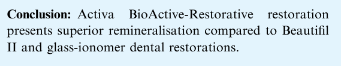 Conclusion: Activa BioActive-Restorative restoration
presents superior remineralisation compared to Beautifil
II and glass-ionomer dental restorations.